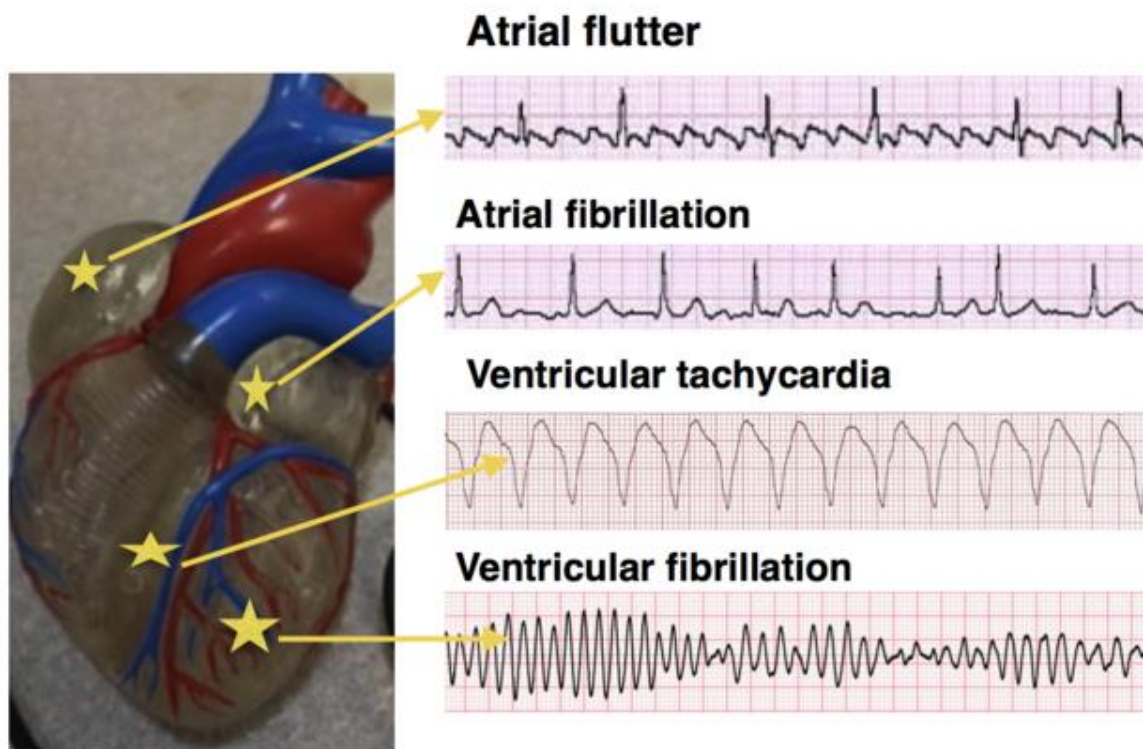 Atrial flutter
Atrial fibrillation
Ventricular tachycardia
Ventricular fibrillation